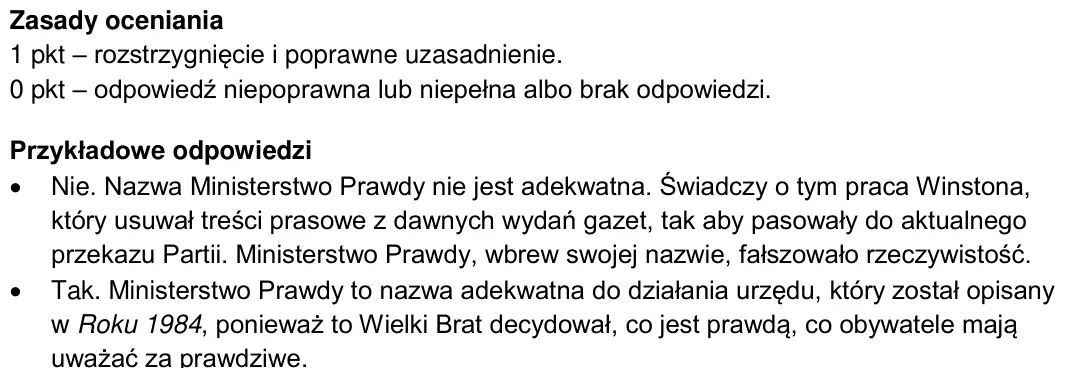 Zasady oceniania
1 pkt – rozstrzygnięcie i poprawne uzasadnienie.
0 pkt – odpowiedź niepoprawna lub niepełna albo brak odpowiedzi.
Przykładowe odpowiedzi
• Nie. Nazwa Ministerstwo Prawdy nie jest adekwatna. Świadczy o tym praca Winstona,
który usuwał treści prasowe z dawnych wydań gazet, tak aby pasowały do aktualnego
przekazu Partii. Ministerstwo Prawdy, wbrew swojej nazwie, fałszowało rzeczywistość.
• Tak. Ministerstwo Prawdy to nazwa adekwatna do działania urzędu, który został opisany
w Roku 1984, ponieważ to Wielki Brat decydował, co jest prawdą, co obywatele mają
uważać za prawdziwe.